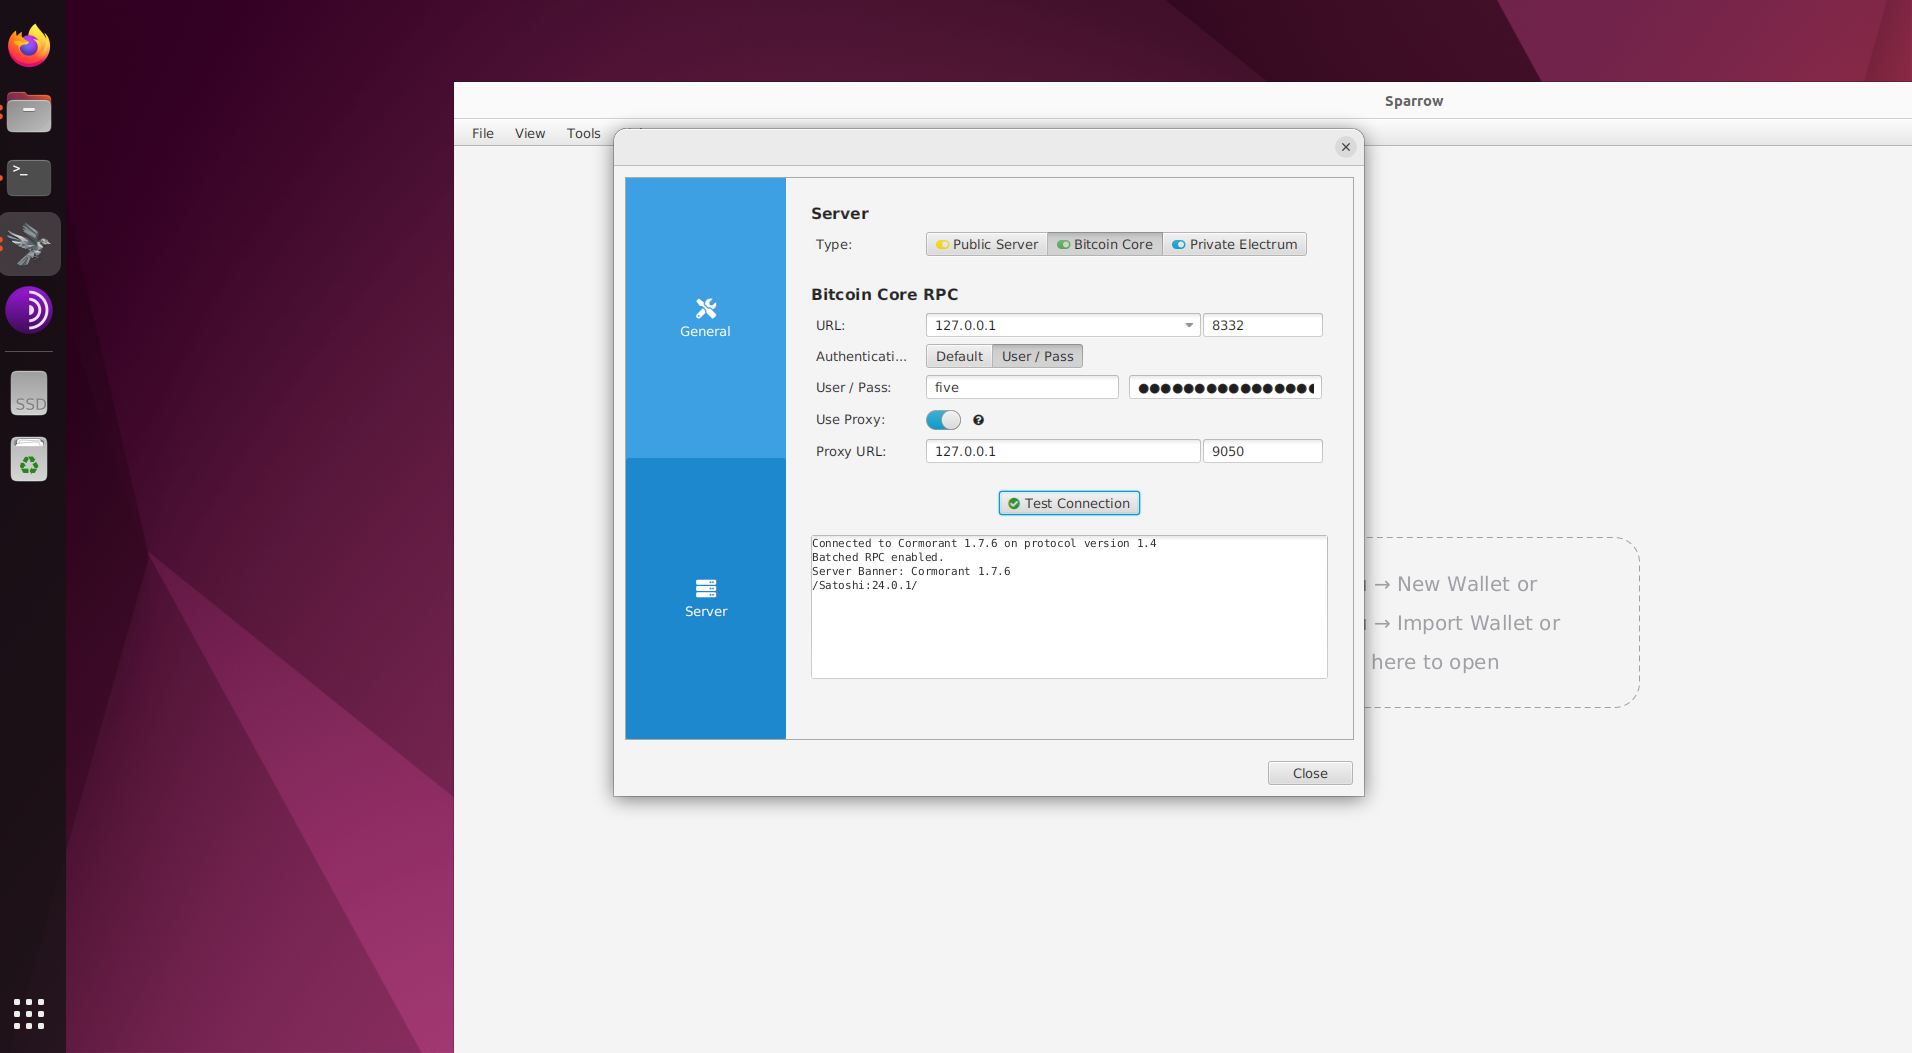 Sparrow
File View Tools
Server
Type: Public Server Bitcoin Core Private Electrum
Bitcoin Core RPC
URL: 127.0.0.1 8332
Authenticati... Default User / Pass
User / Pass: five ●●●●●●●●●●●●●●●
Use Proxy:
Proxy URL: 127.0.0.1 9050
Test Connection
Connected to Cormorant 1.7.6 on protocol version 1.4
Batched RPC enabled.
Server Banner: Cormorant 1.7.6
/Satoshi:24.0.1/
General
Server
Close
→ New Wallet or
→ Import Wallet or
here to open
SSD
>_